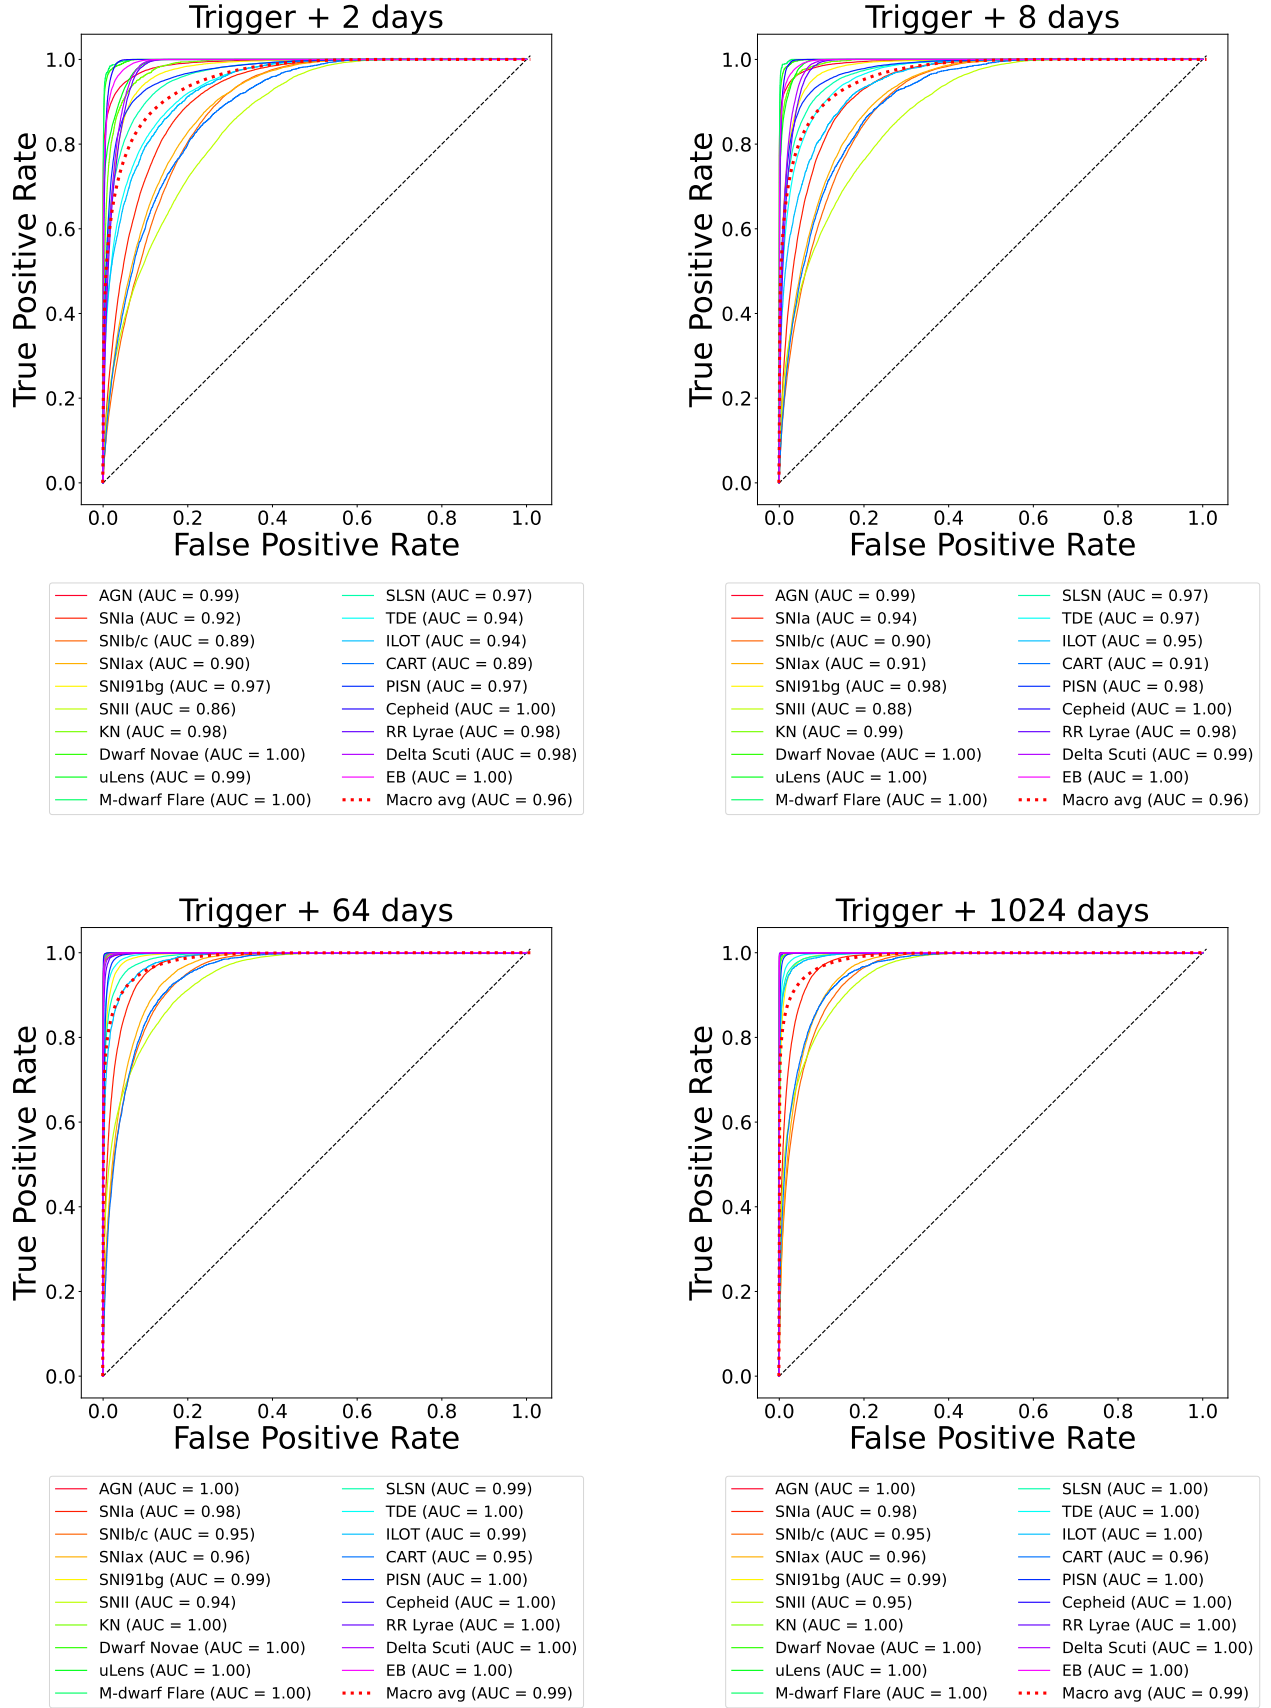 Trigger + 2 days
True Positive Rate
1.0
0.8
0.6
0.4
0.2
0.0
0.0 0.2 0.4 0.6 0.8 1.0
False Positive Rate
AGN (AUC = 0.99)
SNIa (AUC = 0.92)
SNIb/c (AUC = 0.89)
SNIax (AUC = 0.90)
SNI91bg (AUC = 0.97)
SNII (AUC = 0.86)
KN (AUC = 0.98)
Dwarf Novae (AUC = 1.00)
uLens (AUC = 0.99)
M-dwarf Flare (AUC = 1.00)
SLSN (AUC = 0.97)
TDE (AUC = 0.94)
ILOT (AUC = 0.94)
CART (AUC = 0.89)
PISN (AUC = 0.97)
Cepheid (AUC = 1.00)
RR Lyrae (AUC = 0.98)
Delta Scuti (AUC = 0.98)
EB (AUC = 1.00)
Macro avg (AUC = 0.96)
Trigger + 8 days
True Positive Rate
1.0
0.8
0.6
0.4
0.2
0.0
0.0 0.2 0.4 0.6 0.8 1.0
False Positive Rate
AGN (AUC = 0.99)
SNIa (AUC = 0.94)
SNIb/c (AUC = 0.90)
SNIax (AUC = 0.91)
SNI91bg (AUC = 0.98)
SNII (AUC = 0.88)
KN (AUC = 0.99)
Dwarf Novae (AUC = 1.00)
uLens (AUC = 1.00)
M-dwarf Flare (AUC = 1.00)
SLSN (AUC = 0.97)
TDE (AUC = 0.97)
ILOT (AUC = 0.95)
CART (AUC = 0.91)
PISN (AUC = 0.98)
Cepheid (AUC = 1.00)
RR Lyrae (AUC = 0.98)
Delta Scuti (AUC = 0.99)
EB (AUC = 1.00)
Macro avg (AUC = 0.96)
Trigger + 64 days
True Positive Rate
1.0
0.8
0.6
0.4
0.2
0.0
0.0 0.2 0.4 0.6 0.8 1.0
False Positive Rate
AGN (AUC = 1.00)
SNIa (AUC = 0.98)
SNIb/c (AUC = 0.95)
SNIax (AUC = 0.96)
SNI91bg (AUC = 0.99)
SNII (AUC = 0.94)
KN (AUC = 1.00)
Dwarf Novae (AUC = 1.00)
uLens (AUC = 1.00)
M-dwarf Flare (AUC = 1.00)
SLSN (AUC = 0.99)
TDE (AUC = 1.00)
ILOT (AUC = 0.99)
CART (AUC = 0.95)
PISN (AUC = 1.00)
Cepheid (AUC = 1.00)
RR Lyrae (AUC = 1.00)
Delta Scuti (AUC = 1.00)
EB (AUC = 1.00)
Macro avg (AUC = 0.99)
Trigger + 1024 days
True Positive Rate
1.0
0.8
0.6
0.4
0.2
0.0
0.0 0.2 0.4 0.6 0.8 1.0
False Positive Rate
AGN (AUC = 1.00)
SNIa (AUC = 0.98)
SNIb/c (AUC = 0.95)
SNIax (AUC = 0.96)
SNI91bg (AUC = 0.99)
SNII (AUC = 0.95)
KN (AUC = 1.00)
Dwarf Novae (AUC = 1.00)
uLens (AUC = 1.00)
M-dwarf Flare (AUC = 1.00)
SLSN (AUC = 1.00)
TDE (AUC = 1.00)
ILOT (AUC = 1.00)
CART (AUC = 0.96)
PISN (AUC = 1.00)
Cepheid (AUC = 1.00)
RR Lyrae (AUC = 1.00)
Delta Scuti (AUC = 1.00)
EB (AUC = 1.00)
Macro avg (AUC = 0.99)